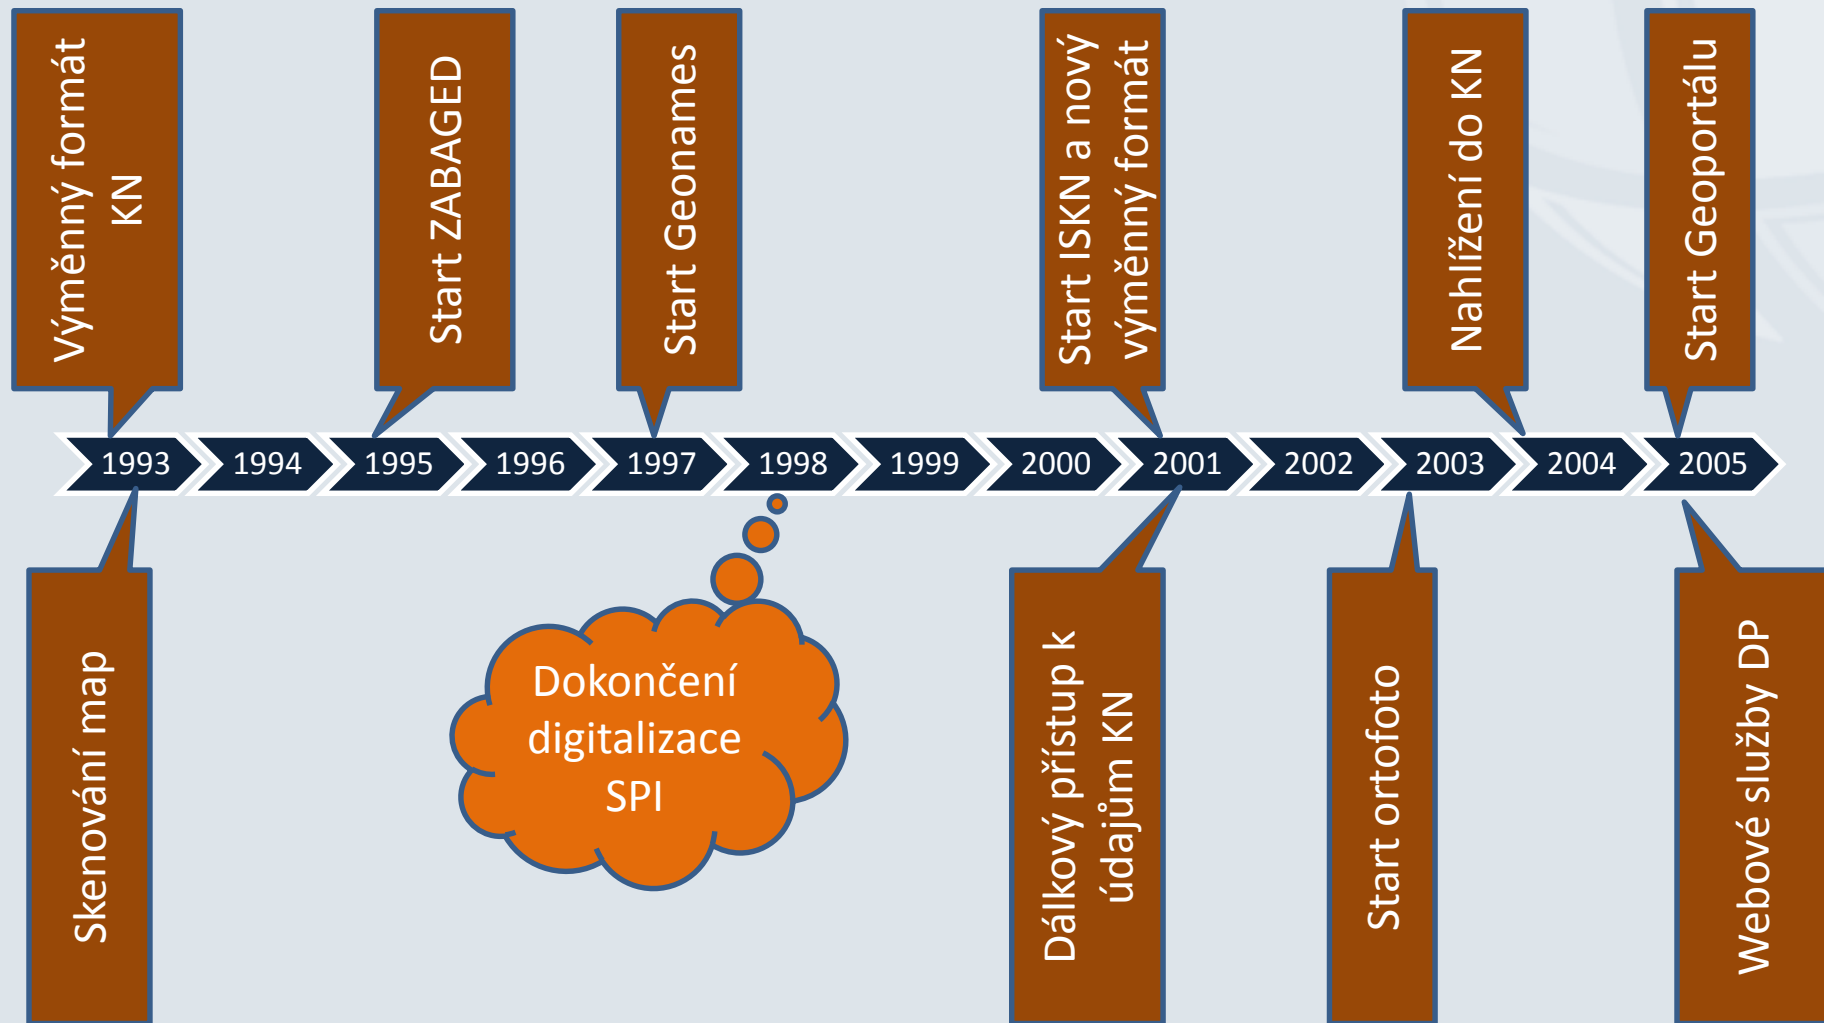 Výměnný formát
KN
Start ZABAGED
Start Geonames
Start ISKN a nový
výměnný formát
Nahlížení do KN
Start Geoportálu
1993
1994
1995
1996
1997
1998
1999
2000
2001
2002
2003
2004
2005
Skenování map
Dokončení
digitalizace
SPI
Dálkový přístup k
údajům KN
Start ortofoto
Webové služby DP